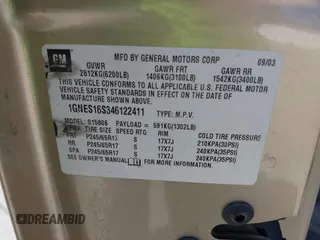 GM
MFD BY GENERAL MOTORS CORP 09/03
GVWR GAWR FRT GAWR RR
2812KG(6200LB) 1406KG(3100LB) 1542KG(3400LB)
THIS VEHICLE CONFORMS TO ALL APPLICABLE U.S. FEDERAL MOTOR
VEHICLE SAFETY STANDARDS IN EFFECT ON THE DATE OF
MANUFACTURE SHOWN ABOVE.
1GNES16S346122411 TYPE: M.P.V.
MODEL: S15806 PAYLOAD = 591KG(1302LB)
TIRE SIZE SPEED RTG RIM COLD TIRE PRESSURE
FRT P245/65R17 S 17X7J 210KPA(30PSI)
RR P245/65R17 S 17X7J 240KPA(35PSI)
SPA P245/65R17 S 17X7J 240KPA(35PSI)
SEE OWNER'S MANUAL FOR MORE INFORMATION.
DREAMBID